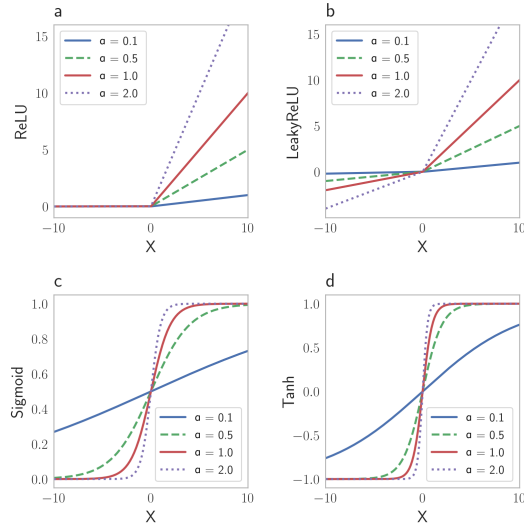 a
15
10
5
0
ReLU
ɑ = 0.1
ɑ = 0.5
ɑ = 1.0
ɑ = 2.0
−10
0
10
X
b
15
10
5
0
LeakyReLU
ɑ = 0.1
ɑ = 0.5
ɑ = 1.0
ɑ = 2.0
−10
0
10
X
c
1.0
0.8
0.6
0.4
0.2
0.0
Sigmoid
ɑ = 0.1
ɑ = 0.5
ɑ = 1.0
ɑ = 2.0
−10
0
10
X
d
1.0
0.5
0.0
−0.5
−1.0
Tanh
ɑ = 0.1
ɑ = 0.5
ɑ = 1.0
ɑ = 2.0
−10
0
10
X